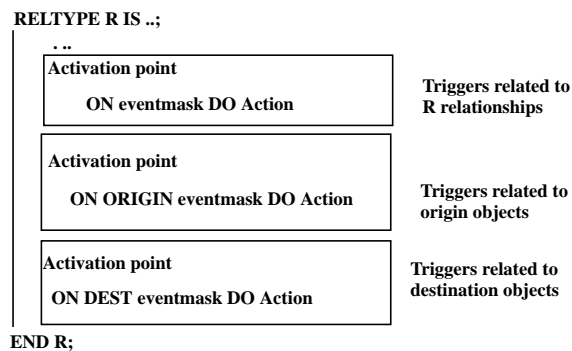 RELTYPE R IS ..;
. ..
Activation point
ON eventmask DO Action
Triggers related to
R relationships
Activation point
ON ORIGIN eventmask DO Action
Triggers related to
origin objects
Activation point
ON DEST eventmask DO Action
Triggers related to
destination objects
END R;